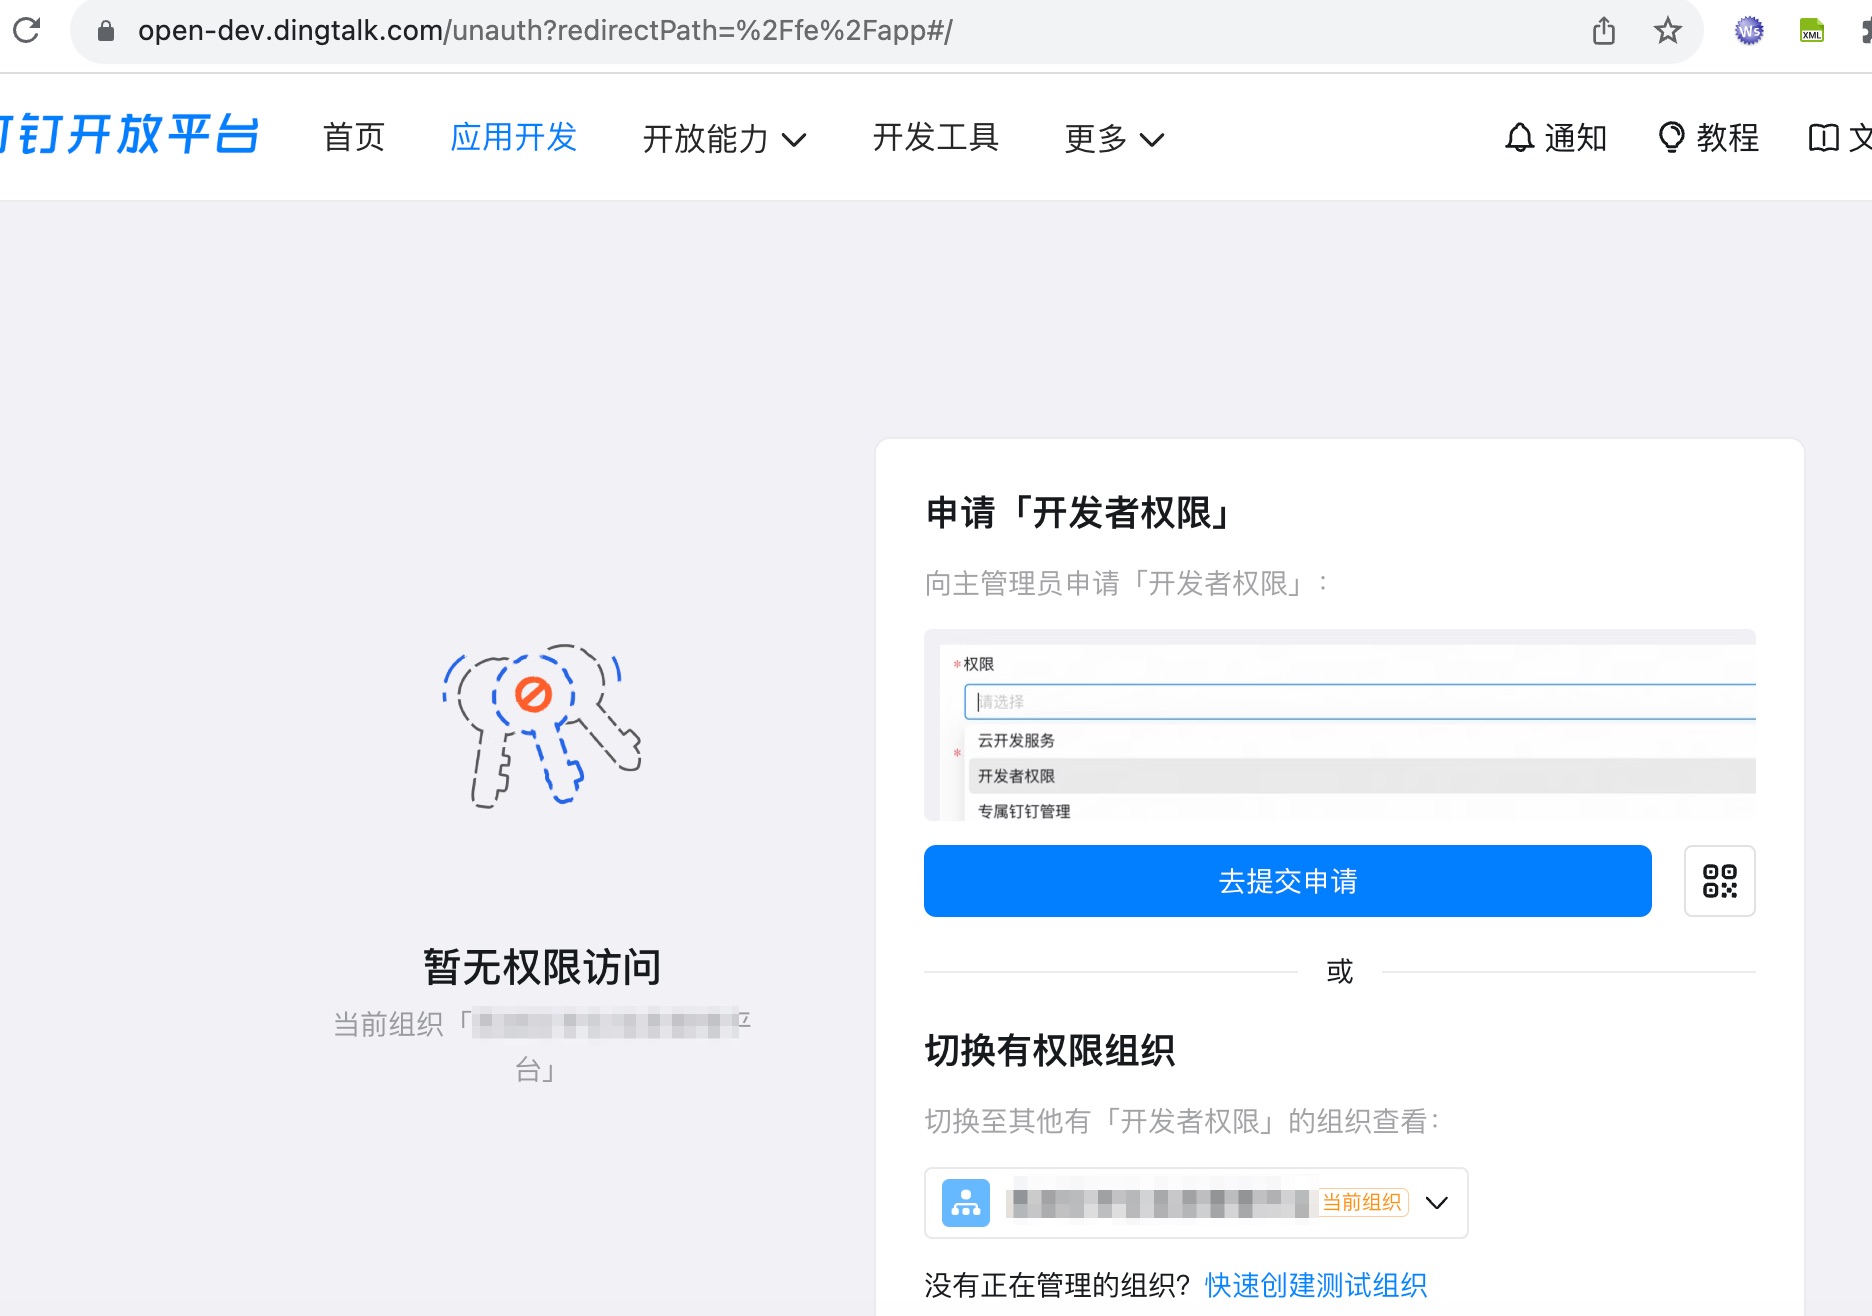 open-dev.dingtalk.com/unauth?redirectPath=%2Ffe%2Fapp#/
Ws
XML
钉开放平台
首页
应用开发
开放能力
开发工具
更多
通知
教程
文
申请「开发者权限」
向主管理员申请「开发者权限」：
*权限
请选择
云开发服务
*
开发者权限
专属钉钉管理
去提交申请
或
暂无权限访问
当前组织「
台」
切换有权限组织
切换至其他有「开发者权限」的组织查看：
当前组织
没有正在管理的组织？ 快速创建测试组织